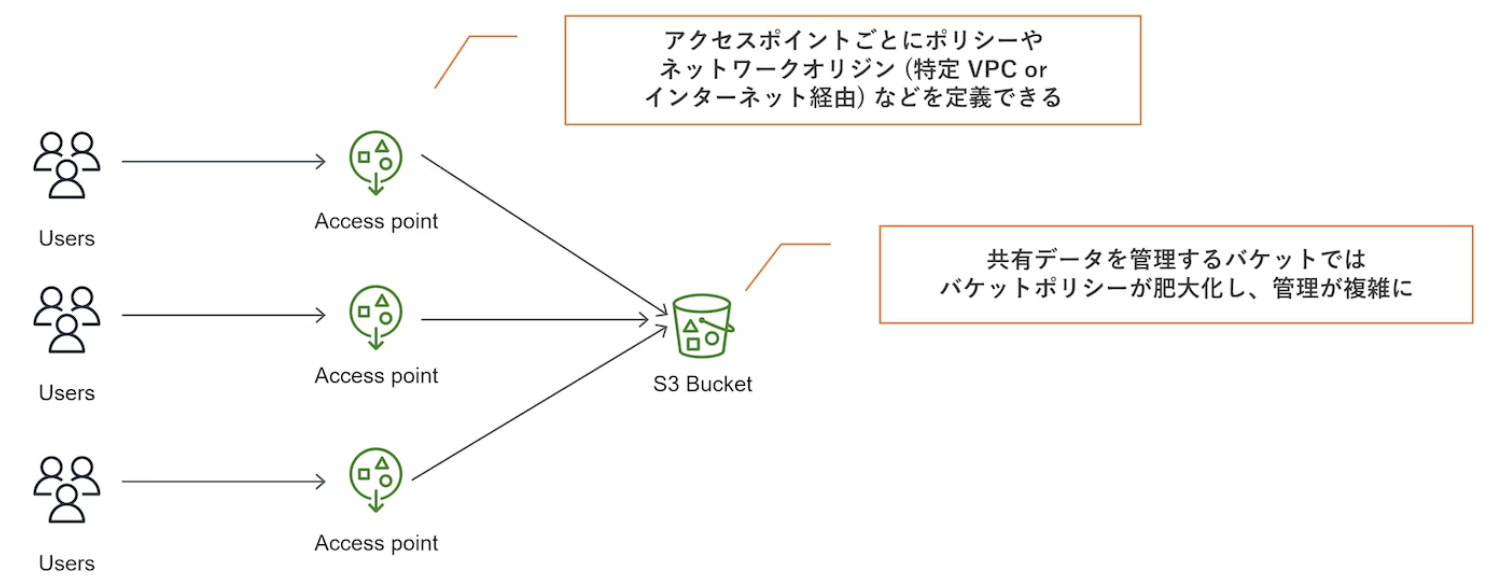 アクセスポイントごとにポリシーや
ネットワークオリジン (特定 VPC or
インターネット経由) などを定義できる
Users
Access point
共有データを管理するバケットでは
バケットポリシーが肥大化し、管理が複雑に
Users
Access point
S3 Bucket
Users
Access point